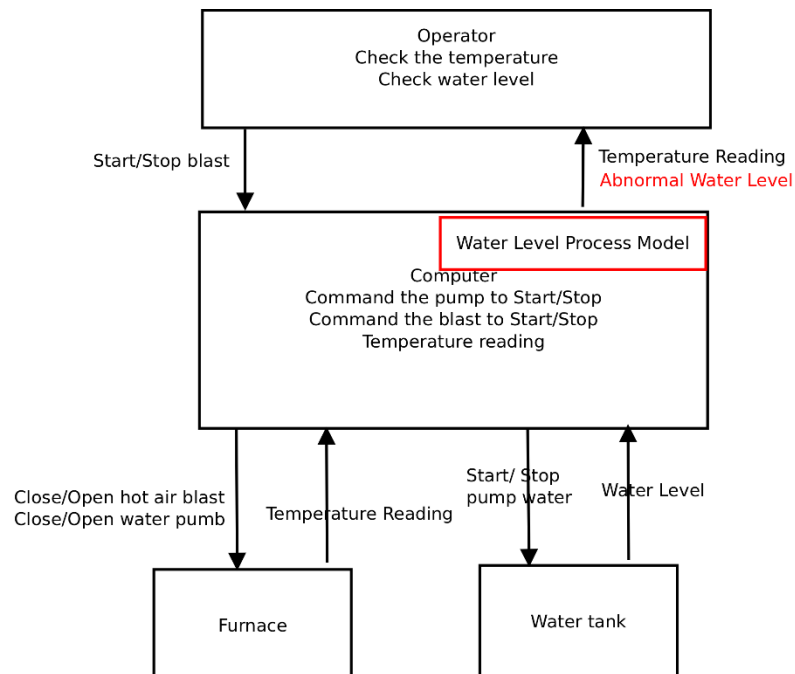 Operator
Check the temperature
Check water level
Start/Stop blast
Temperature Reading
Abnormal Water Level
Water Level Process Model
Computer
Command the pump to Start/Stop
Command the blast to Start/Stop
Temperature reading
Close/Open hot air blast
Close/Open water pumb
Temperature Reading
Start/ Stop
pump water
Water Level
Furnace
Water tank